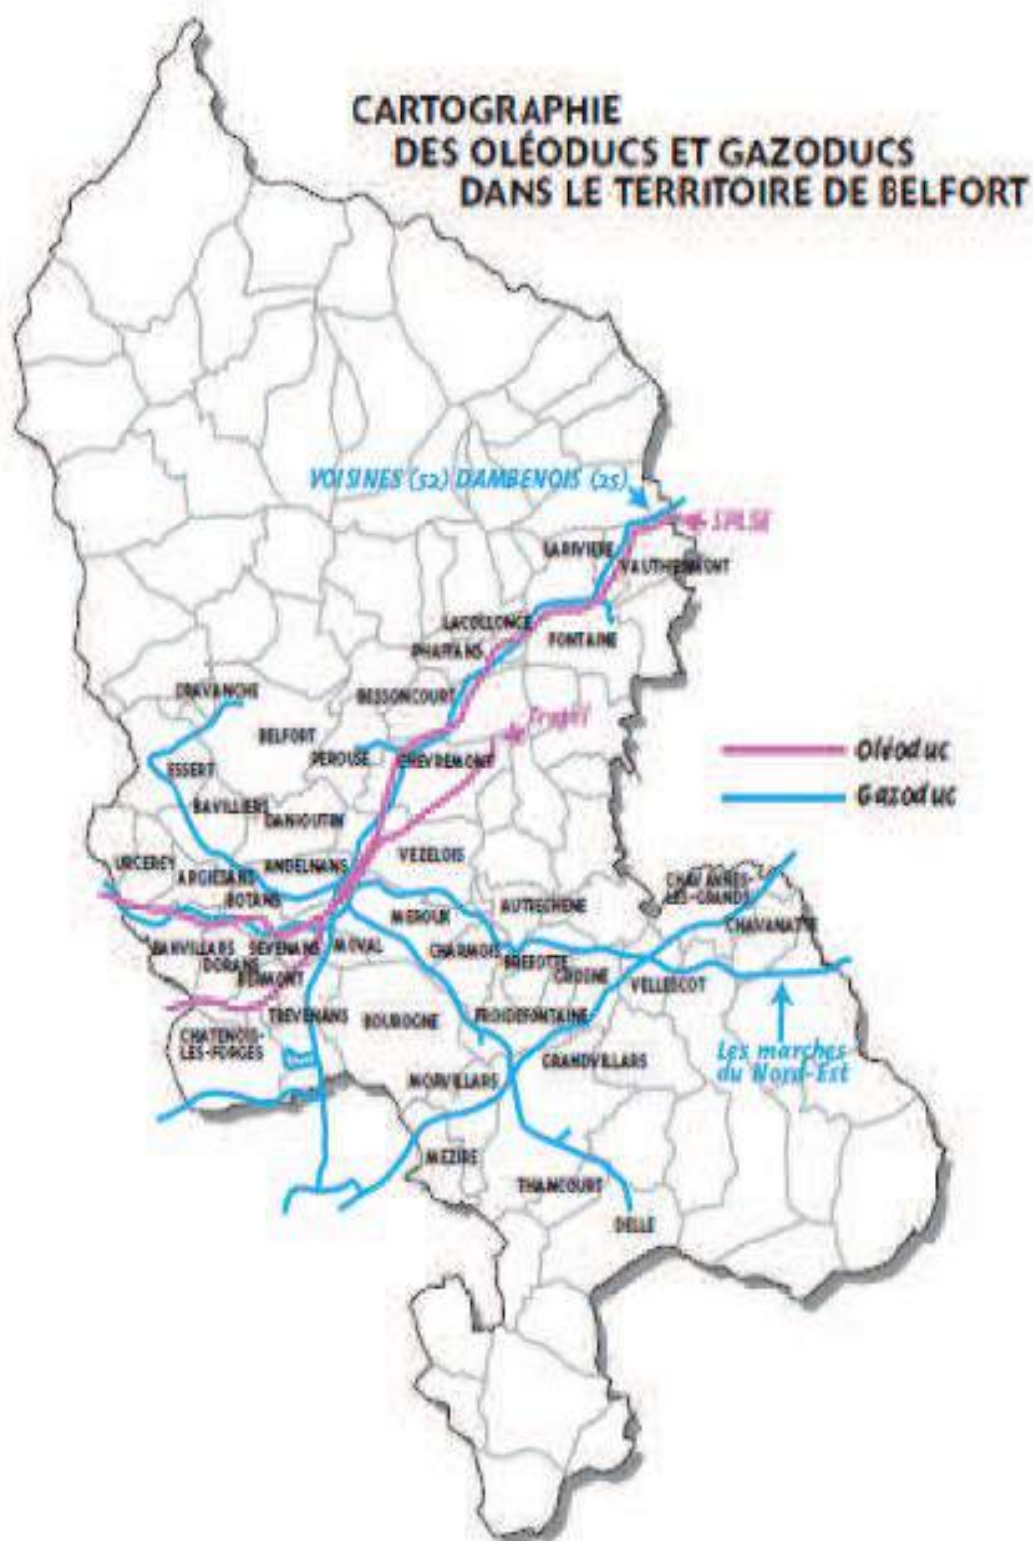 CARTOGRAPHIE
DES OLÉODUCS ET GAZODUCS
DANS LE TERRITOIRE DE BELFORT
VOISINES (52) DAMBENOIS (25)
SPLSE
LARIVIERE
VAUTHIERMONT
LACOLLONGE
FONTAINE
PHAFFANS
BESSONCOURT
CRAVANCHE
Trapil
BELFORT
PEROUSE
CHEVREMONT
Oléoduc
ESSERT
Gazoduc
BAVILLIERS
DANJOUTIN
VEZELOIS
URCEREY
ANDELNANS
ARGIESANS
CHAVANNES-
LES-GRANDS
BOTANS
AUTRECHENE
MEROUX
CHAVANATTE
BANVILLARS
SEVENANS
MOVAL
CHARMOIS
BREBOTTE
DORANS
BERMONT
GROSNE
VELLESCOT
TREVENANS
BOUROGNE
FROIDEFONTAINE
CHATENOIS-
LES-FORGES
GRANDVILLARS
Les marches
du Nord-Est
MORVILLARS
MEZIRE
THIANCOURT
DELLE